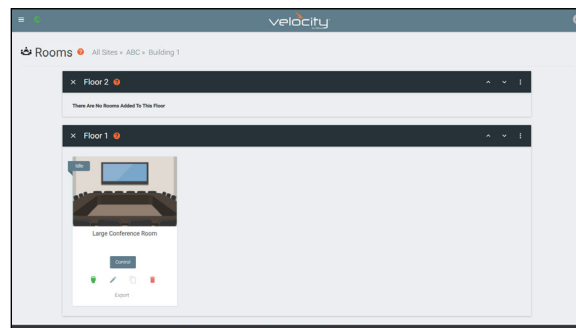 velocity
Rooms
All Sites » ABC » Building 1
× Floor 2
There Are No Rooms Added To This Floor
× Floor 1
Idle
Large Conference Room
Control
Export